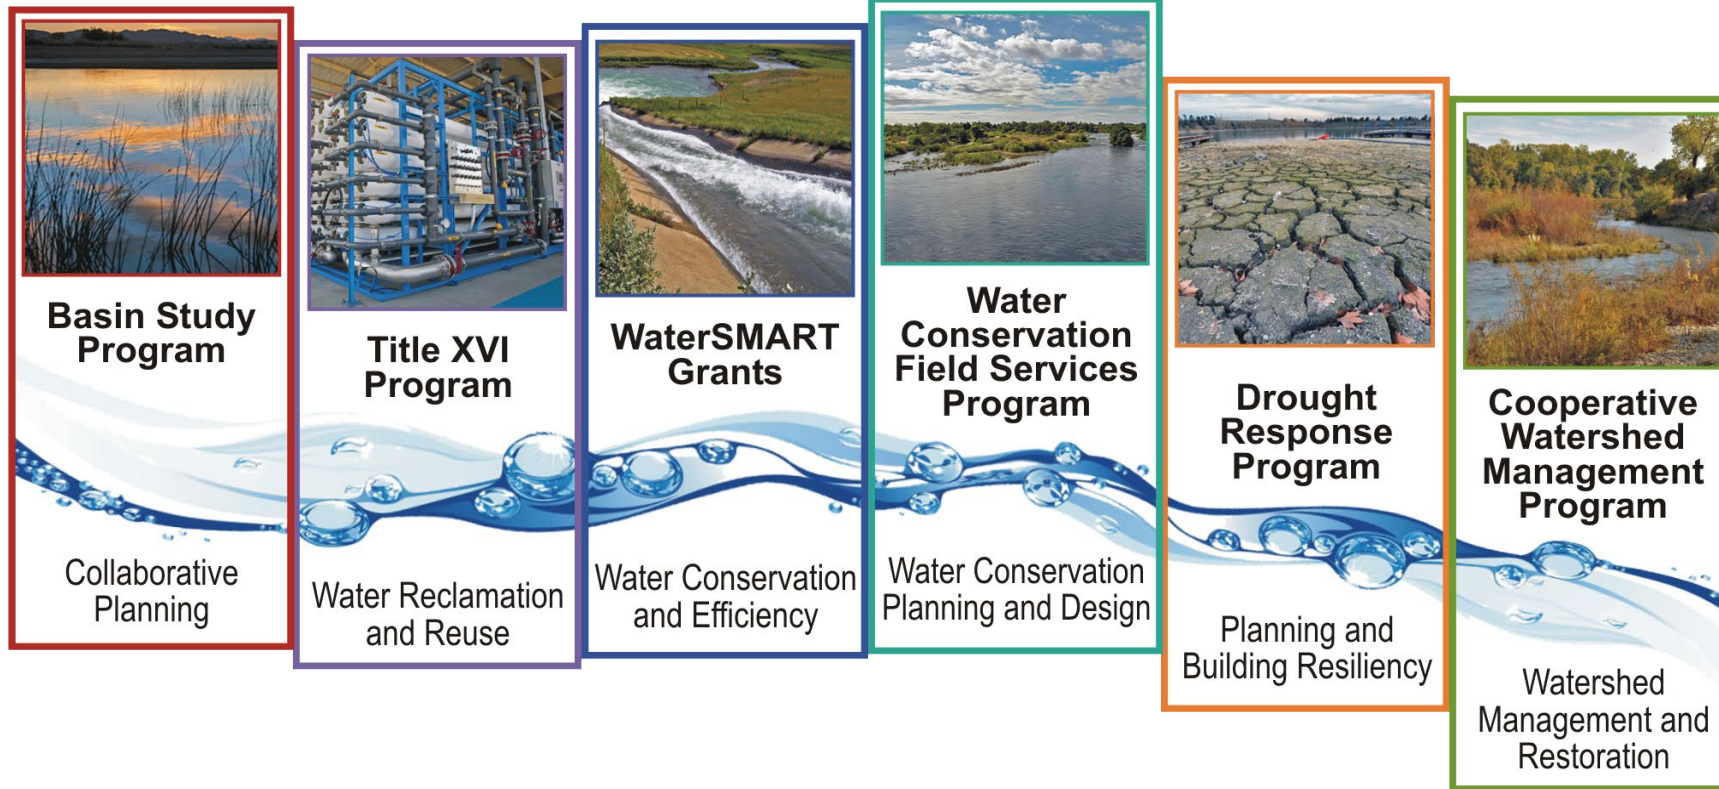 Basin Study
Program
Collaborative
Planning
Title XVI
Program
Water Reclamation
and Reuse
WaterSMART
Grants
Water Conservation
and Efficiency
Water
Conservation
Field Services
Program
Water Conservation
Planning and Design
Drought
Response
Program
Planning and
Building Resiliency
Cooperative
Watershed
Management
Program
Watershed
Management and
Restoration